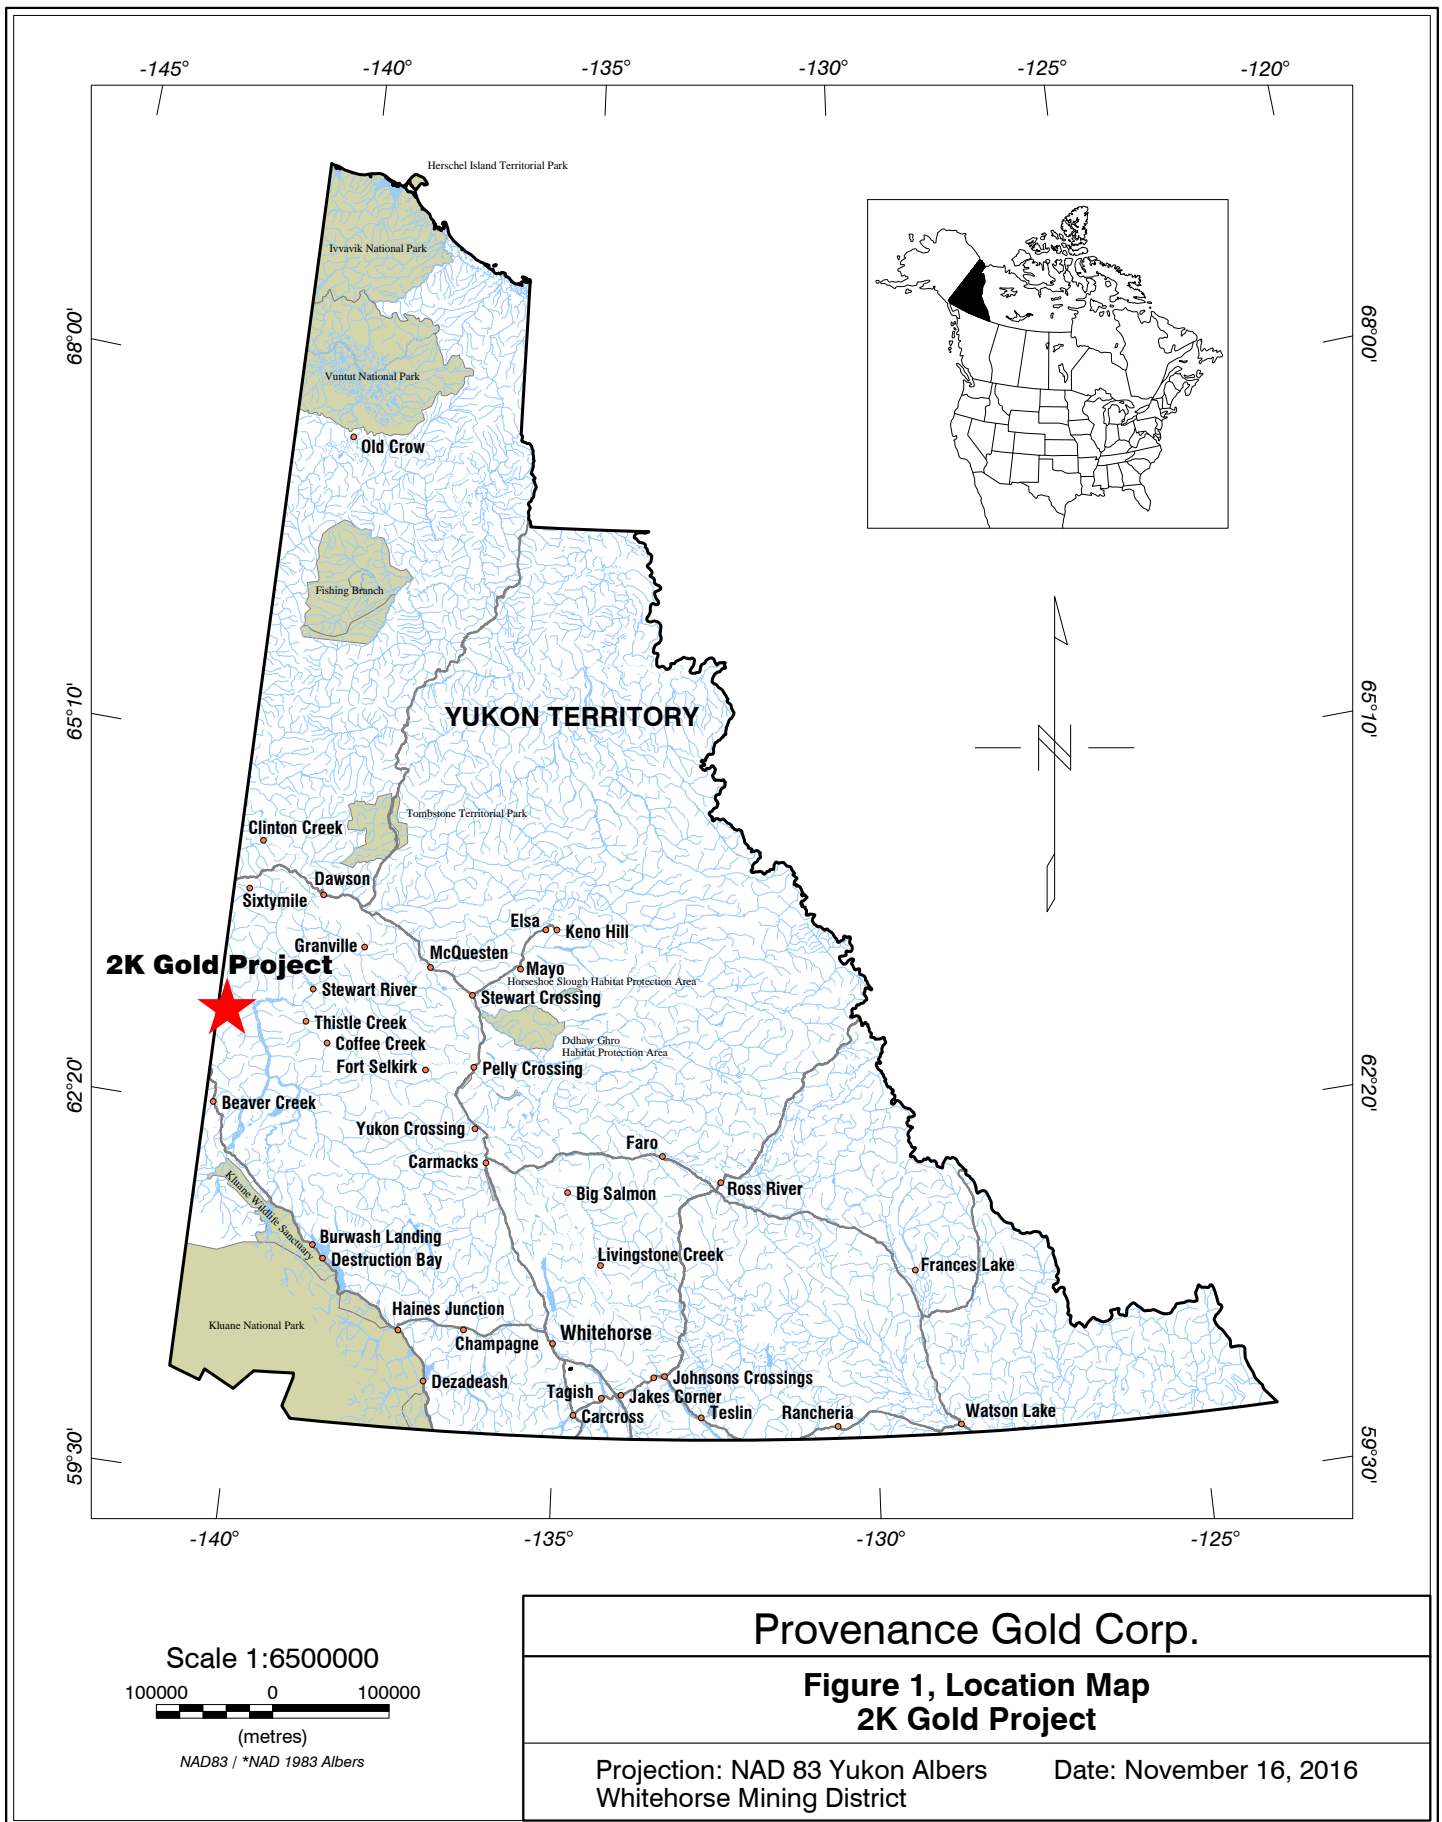 -145°
-140°
-135°
-130°
-125°
-120°
Herschel Island Territorial Park
Ivvavik National Park
68°00'
68°00'
Vuntut National Park
Old Crow
Fishing Branch
65°10'
65°10'
YUKON TERRITORY
N
Tombstone Territorial Park
Clinton Creek
Dawson
Sixtymile
Elsa
Keno Hill
Granville
McQuesten
2K Gold Project
Mayo
Horseshoe Slough Habitat Protection Area
Stewart River
Stewart Crossing
Thistle Creek
Coffee Creek
Ddhaw Ghro
Habitat Protection Area
Fort Selkirk
Pelly Crossing
62°20'
62°20'
Beaver Creek
Yukon Crossing
Faro
Carmacks
Ross River
Big Salmon
Kluane Wildlife Sanctuary
Burwash Landing
Destruction Bay
Livingstone Creek
Frances Lake
Haines Junction
Kluane National Park
Champagne
Whitehorse
Dezadeash
Johnsons Crossings
Tagish
Jakes Corner
Carcross
Teslin
Rancheria
Watson Lake
59°30'
59°30'
-140°
-135°
-130°
-125°
Provenance Gold Corp.
Scale 1:6500000
100000 0 100000
(metres)
NAD83 / *NAD 1983 Albers
Figure 1, Location Map
2K Gold Project
Projection: NAD 83 Yukon Albers Date: November 16, 2016
Whitehorse Mining District